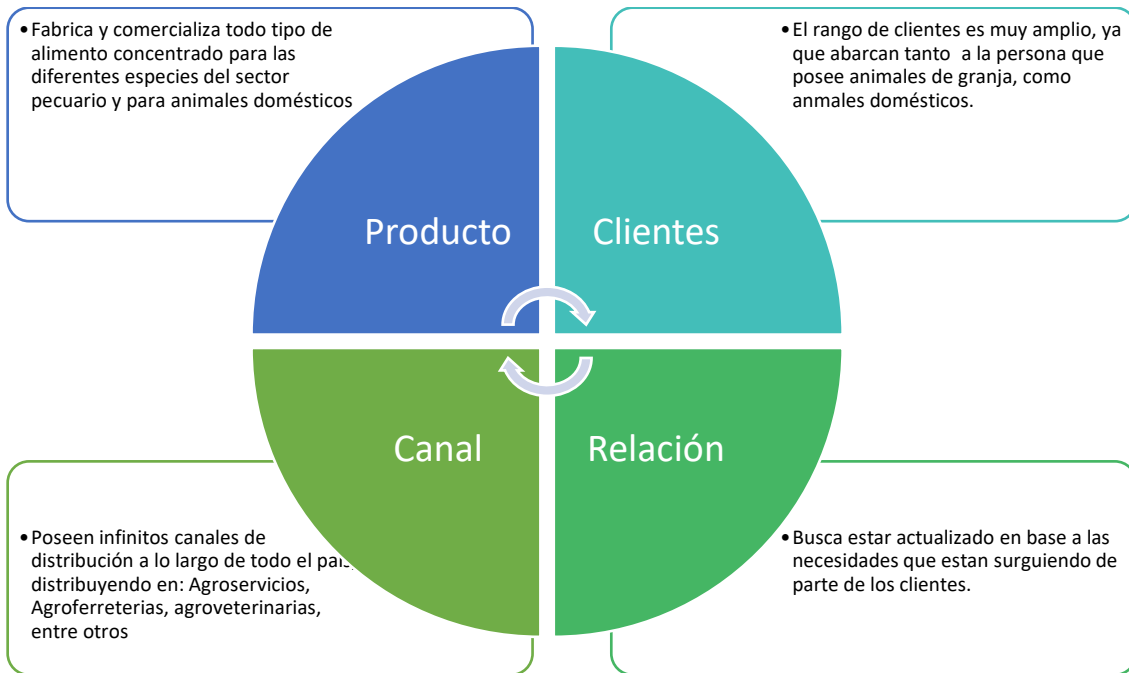 •Fabrica y comercializa todo tipo de
alimento concentrado para las
diferentes especies del sector
pecuario y para animales domésticos
•El rango de clientes es muy amplio, ya
que abarcan tanto a la persona que
posee animales de granja, como
anmales domésticos.
Producto
Clientes
Canal
Relación
•Poseen infinitos canales de
distribución a lo largo de todo el país,
distribuyendo en: Agroservicios,
Agroferreterias, agroveterinarias,
entre otros
•Busca estar actualizado en base a las
necesidades que estan surguiendo de
parte de los clientes.